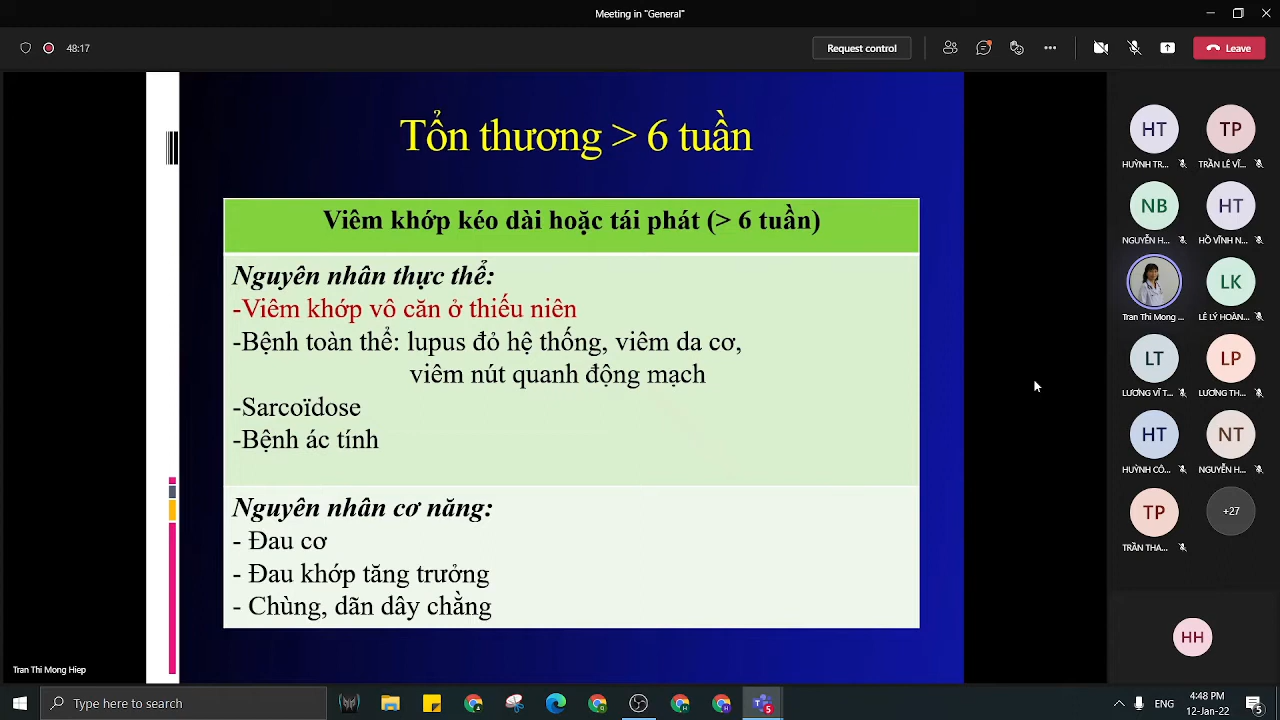 Meeting in "General"
48:17
Request control
Leave
Tổn thương > 6 tuần
Viêm khớp kéo dài hoặc tái phát (> 6 tuần)
Nguyên nhân thực thể:
-Viêm khớp vô căn ở thiếu niên
-Bệnh toàn thể: lupus đỏ hệ thống, viêm da cơ,
viêm nút quanh động mạch
-Sarcoïdose
-Bệnh ác tính
Nguyên nhân cơ năng:
- Đau cơ
- Đau khớp tăng trưởng
- Chùng, dãn dây chằng
Tran Thi Mong Hiep
HT
TP
HUỲNH TR...
TRẦN LÊ VĨ...
NB
HT
NGUYỄN H...
HỒ VĨNH H...
LK
Tran Thi Mong ...
LÊ LÝ HOÀN...
LT
LP
LƯƠNG VĨ T...
LƯƠNG TH...
HT
NT
HUỲNH CÔ...
NGUYỄN H...
TP
+27
TRẦN THA...
HH
Type here to search
ENG
4:48 PM
12-Jan-22